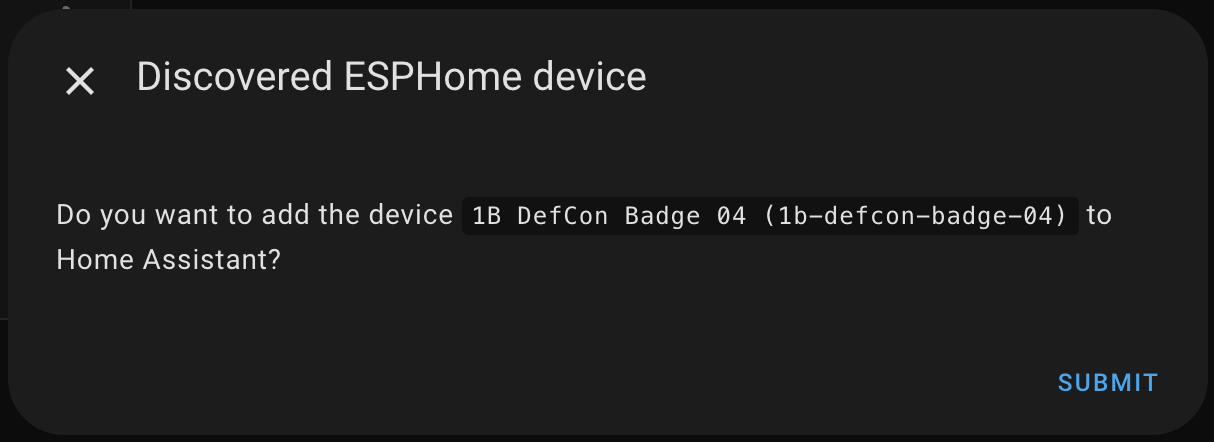 Discovered ESPHome device
Do you want to add the device 1B DefCon Badge 04 (1b-defcon-badge-04) to
Home Assistant?
SUBMIT